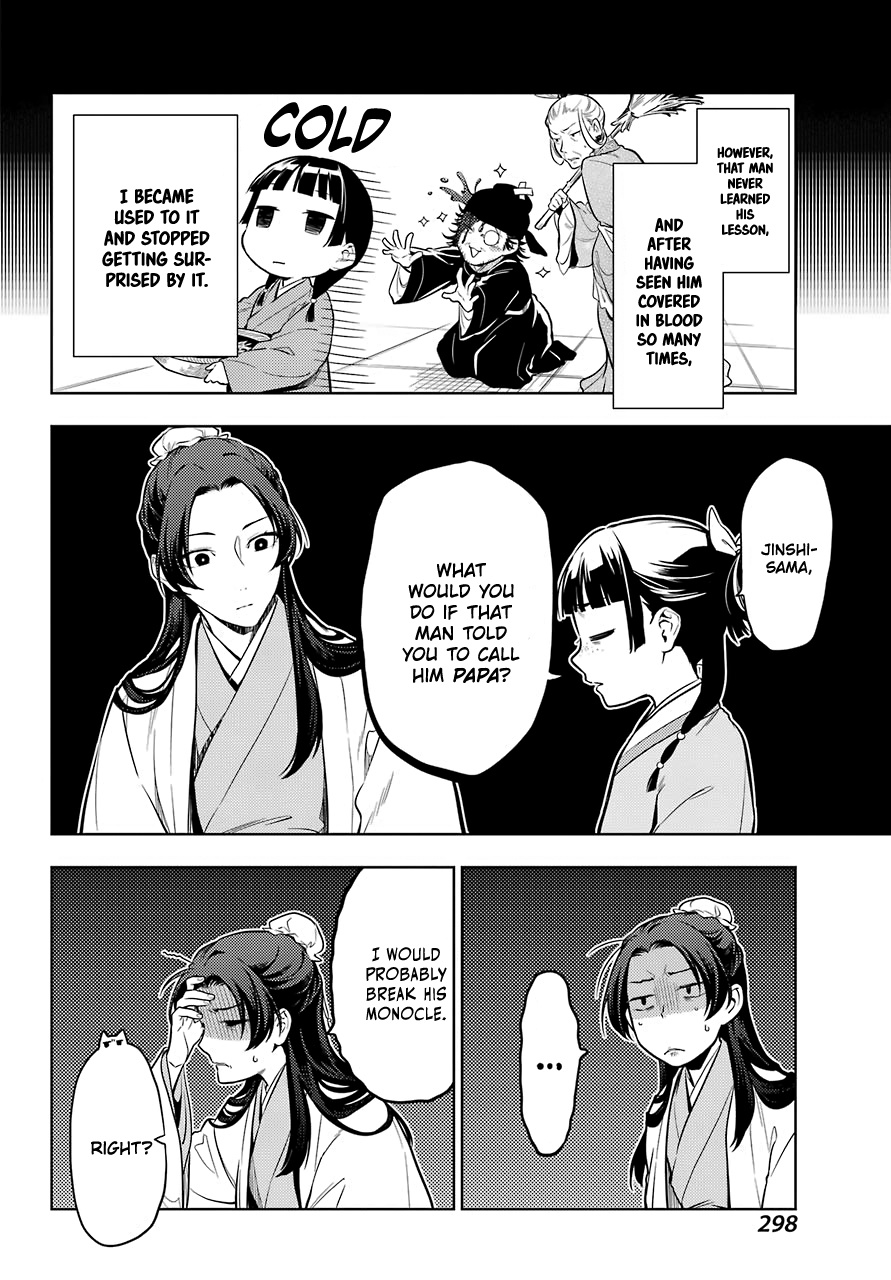 HOWEVER,
THAT MAN
NEVER
LEARNED
HIS
LESSON,
AND
AFTER
HAVING
SEEN HIM
COVERED
IN BLOOD
SO MANY
TIMES,
COLD
I BECAME
USED TO IT
AND STOPPED
GETTING SUR-
PRISED BY IT.
JINSHI-
SAMA,
WHAT
WOULD YOU
DO IF THAT
MAN TOLD
YOU TO CALL
HIM PAPA?
...
I WOULD
PROBABLY
BREAK HIS
MONOCLE.
RIGHT?
298